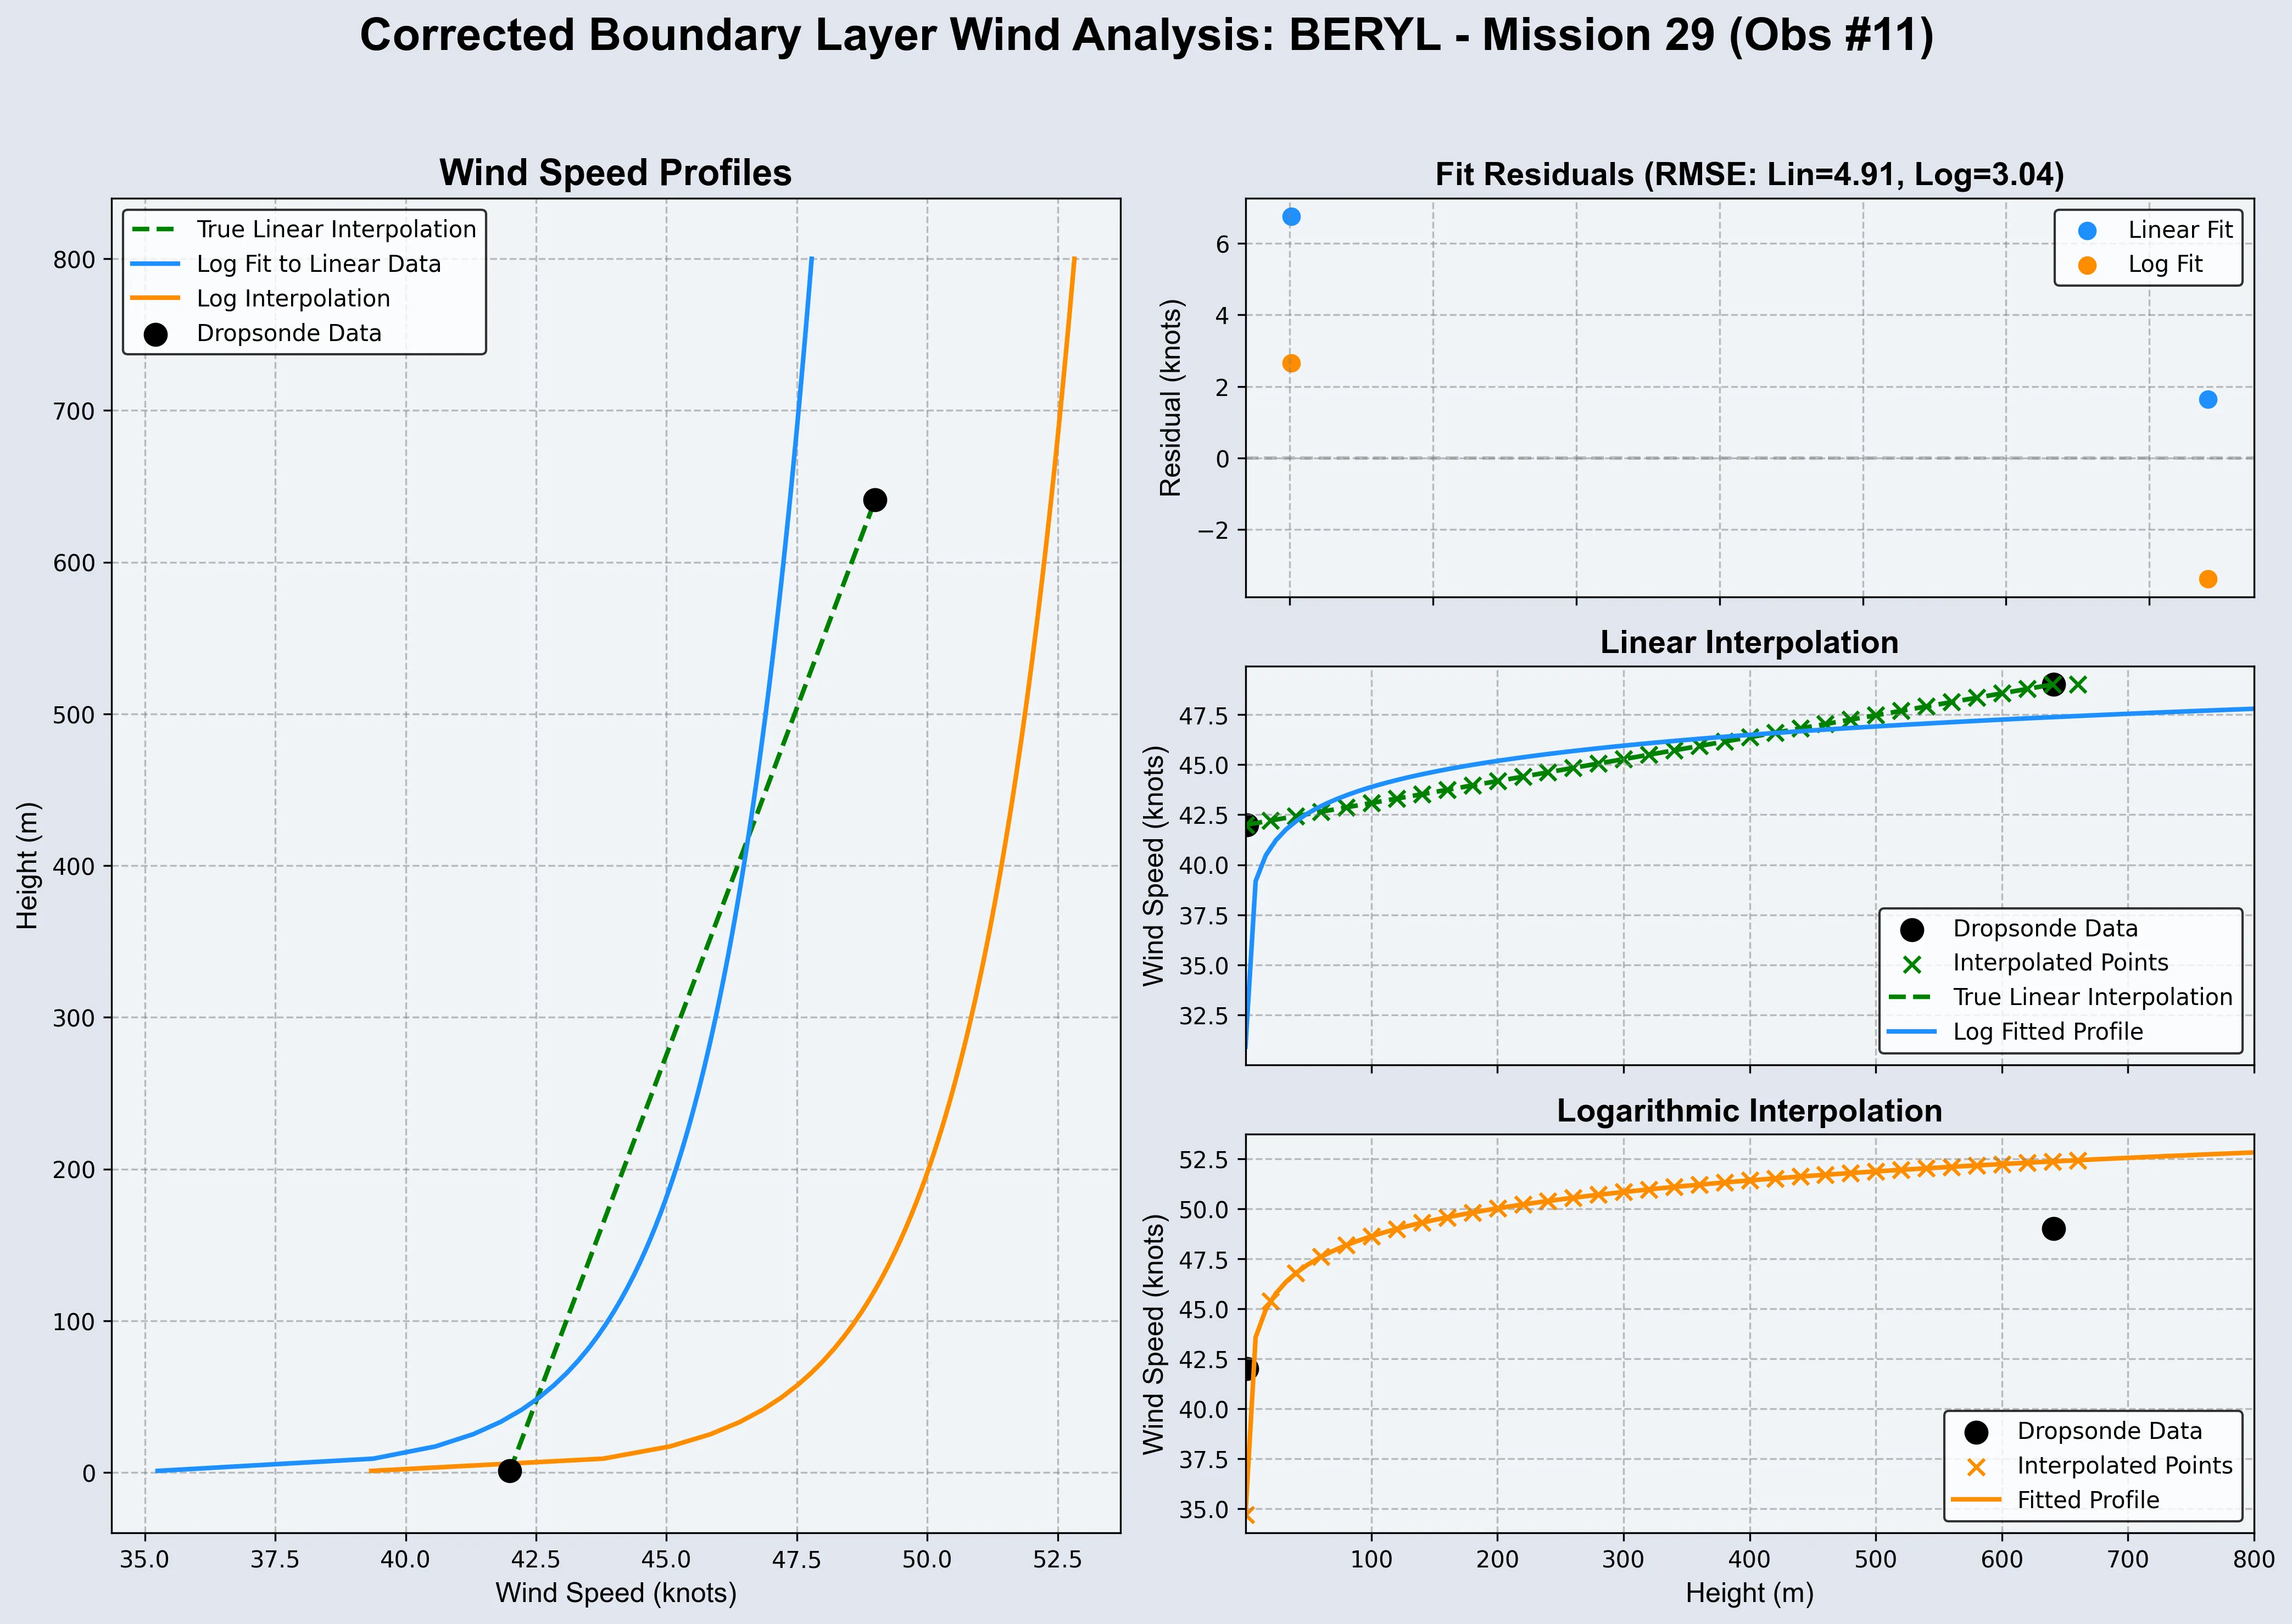 Corrected Boundary Layer Wind Analysis: BERYL - Mission 29 (Obs #11)
Wind Speed Profiles
True Linear Interpolation
Log Fit to Linear Data
Log Interpolation
Dropsonde Data
800
700
600
500
400
300
200
100
0
Height (m)
35.0 37.5 40.0 42.5 45.0 47.5 50.0 52.5
Wind Speed (knots)
Fit Residuals (RMSE: Lin=4.91, Log=3.04)
Linear Fit
Log Fit
6
4
2
0
−2
Residual (knots)
Linear Interpolation
47.5
45.0
42.5
40.0
37.5
35.0
32.5
Wind Speed (knots)
Dropsonde Data
Interpolated Points
True Linear Interpolation
Log Fitted Profile
Logarithmic Interpolation
52.5
50.0
47.5
45.0
42.5
40.0
37.5
35.0
Wind Speed (knots)
Dropsonde Data
Interpolated Points
Fitted Profile
100 200 300 400 500 600 700 800
Height (m)